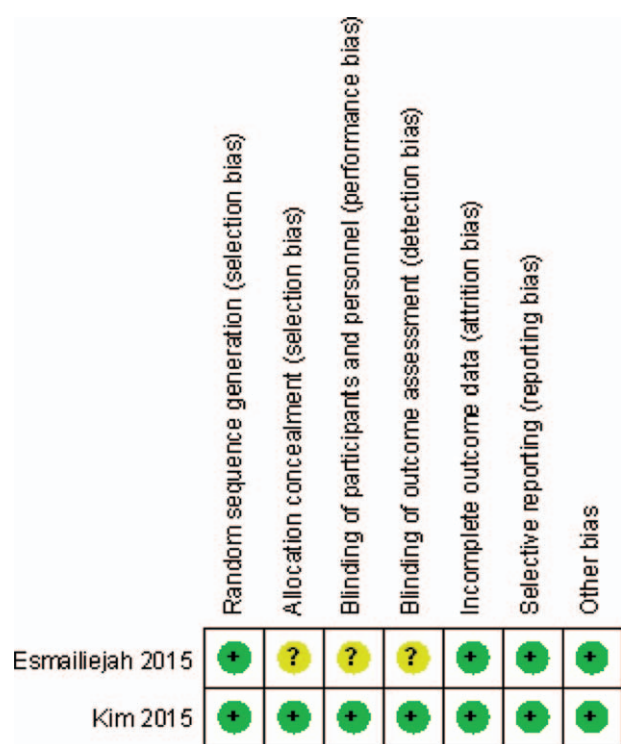 Random sequence generation (selection bias)
Allocation concealment (selection bias)
Blinding of participants and personnel (performance bias)
Blinding of outcome assessment (detection bias)
Incomplete outcome data (attrition bias)
Selective reporting (reporting bias)
Other bias
Esmailiejah 2015 + ? ? ? + + +
Kim 2015 + + + + + + +